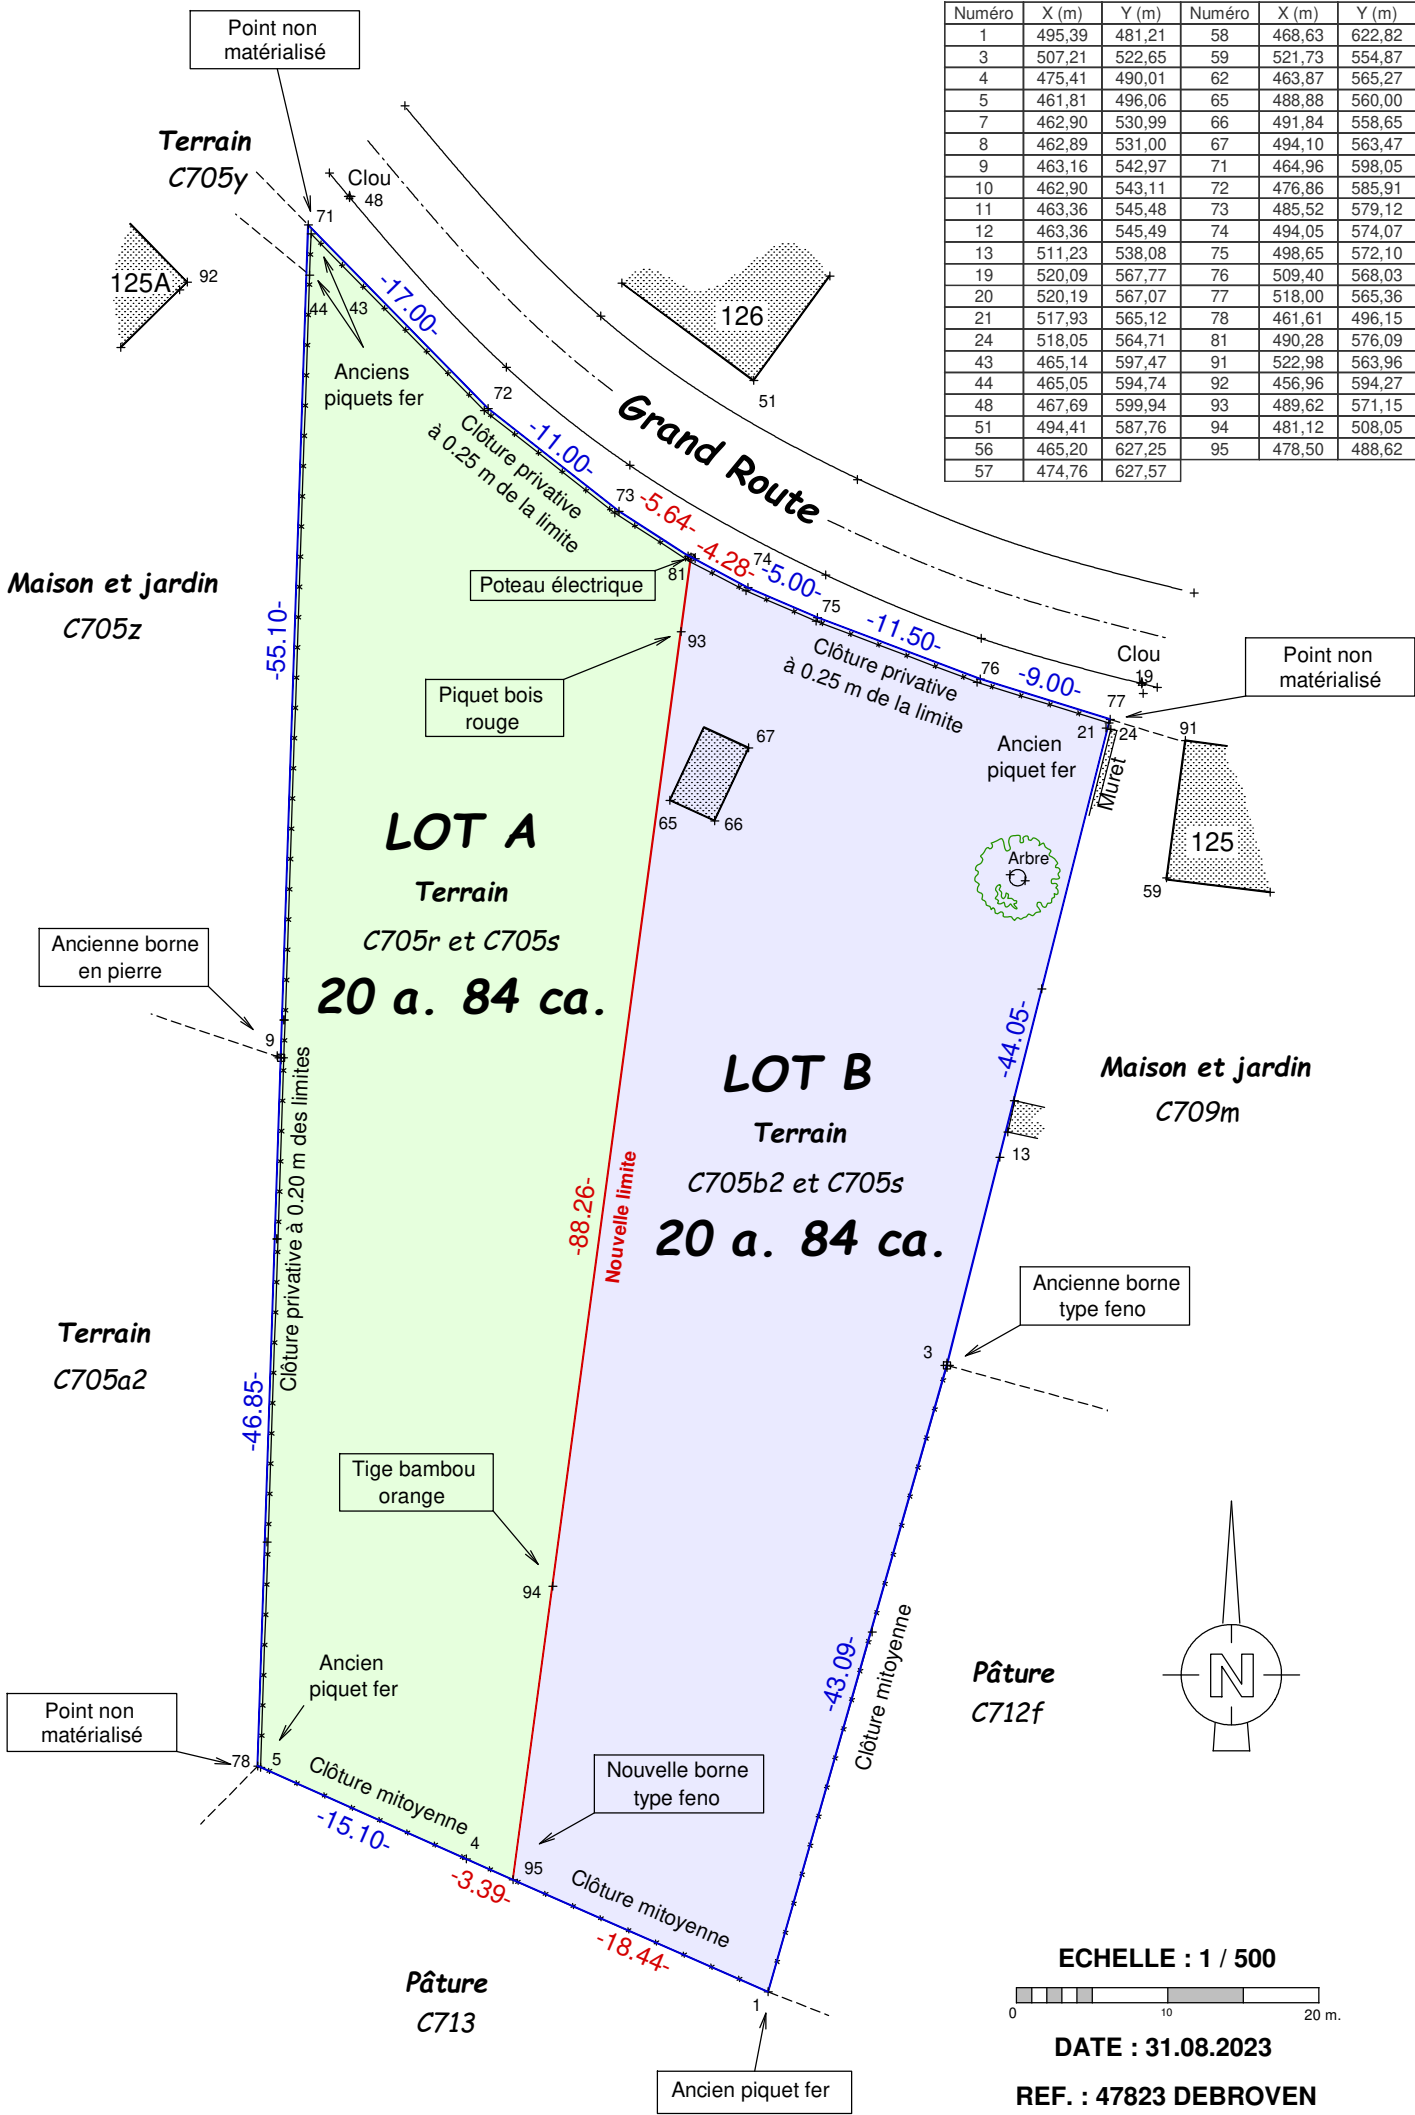 Numéro X (m) Y (m) Numéro X (m) Y (m)
1 495,39 481,21 58 468,63 622,82
3 507,21 522,65 59 521,73 554,87
4 475,41 490,01 62 463,87 565,27
5 461,81 496,06 65 488,88 560,00
7 462,90 530,99 66 491,84 558,65
8 462,89 531,00 67 494,10 563,47
9 463,16 542,97 71 464,96 598,05
10 462,90 543,11 72 476,86 585,91
11 463,36 545,48 73 485,52 579,12
12 463,36 545,49 74 494,05 574,07
13 511,23 538,08 75 498,65 572,10
19 520,09 567,77 76 509,40 568,03
20 520,19 567,07 77 518,00 565,36
21 517,93 565,12 78 461,61 496,15
24 518,05 564,71 81 490,28 576,09
43 465,14 597,47 91 522,98 563,96
44 465,05 594,74 92 456,96 594,27
48 467,69 599,94 93 489,62 571,15
51 494,41 587,76 94 481,12 508,05
56 465,20 627,25 95 478,50 488,62
57 474,76 627,57
Point non
matérialisé
Terrain
C705y
Clou
48
71
125A
92
44
43
-17.00-
126
51
Anciens
piquets fer
72
Grand Route
-11.00-
Clôture privative
à 0.25 m de la limite
73
-5.64-
-4.28-
74
-5.00-
81
Poteau électrique
75
-11.50-
Maison et jardin
C705z
-55.10-
93
Clôture privative
à 0.25 m de la limite
76
-9.00-
Clou
19
Point non
matérialisé
77
Piquet bois
rouge
21
24
91
Ancien
piquet fer
67
65
66
Muret
125
59
Arbre
LOT A
Terrain
C705r et C705s
20 a. 84 ca.
Ancienne borne
en pierre
9
-44.05-
LOT B
Terrain
C705b2 et C705s
20 a. 84 ca.
Maison et jardin
C709m
13
Clôture privative à 0.20 m des limites
-88.26-
Nouvelle limite
Ancienne borne
type feno
3
Terrain
C705a2
-46.85-
Tige bambou
orange
94
Clôture mitoyenne
-43.09-
Pâture
C712f
N
Ancien
piquet fer
Point non
matérialisé
78
5
Clôture mitoyenne
-15.10-
4
-3.39-
95
Nouvelle borne
type feno
Clôture mitoyenne
-18.44-
Pâture
C713
1
Ancien piquet fer
ECHELLE : 1 / 500
0 10 20 m.
DATE : 31.08.2023
REF. : 47823 DEBROVEN